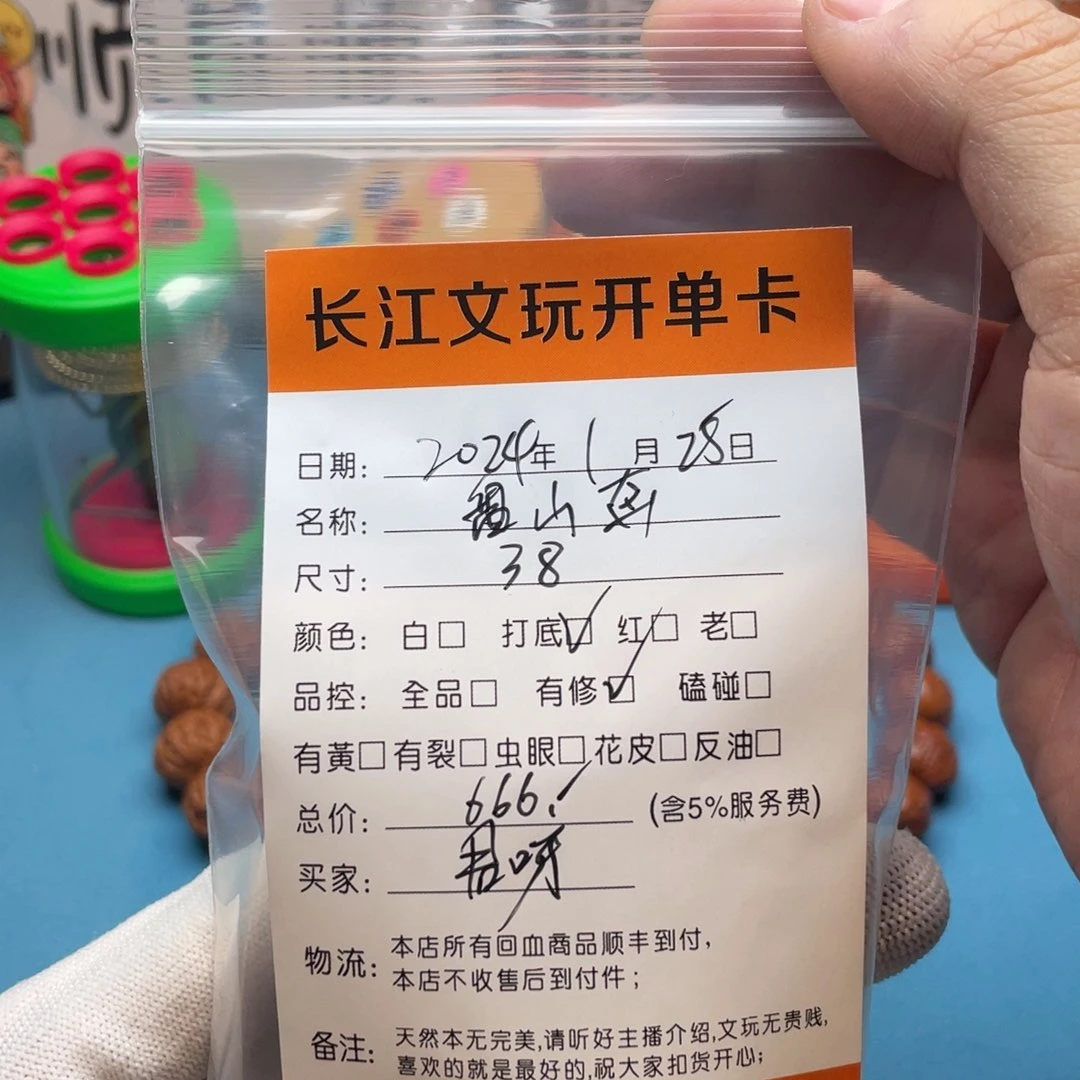 顺
长江文玩开单卡
日期: 2024年 1月28日
名称: 山
尺寸: 38
颜色: 白□ 打底☑ 红□ 老□
品控: 全品□ 有修☑ 磕碰□
有黄□有裂□虫眼□花皮□反油□
总价: 666. (含5%服务费)
买家: 呀
物流: 本店所有回血商品顺丰到付,
本店不收售后到付件;
备注: 天然本无完美,请听好主播介绍,文玩无贵贱,
喜欢的就是最好的,祝大家扣货开心;